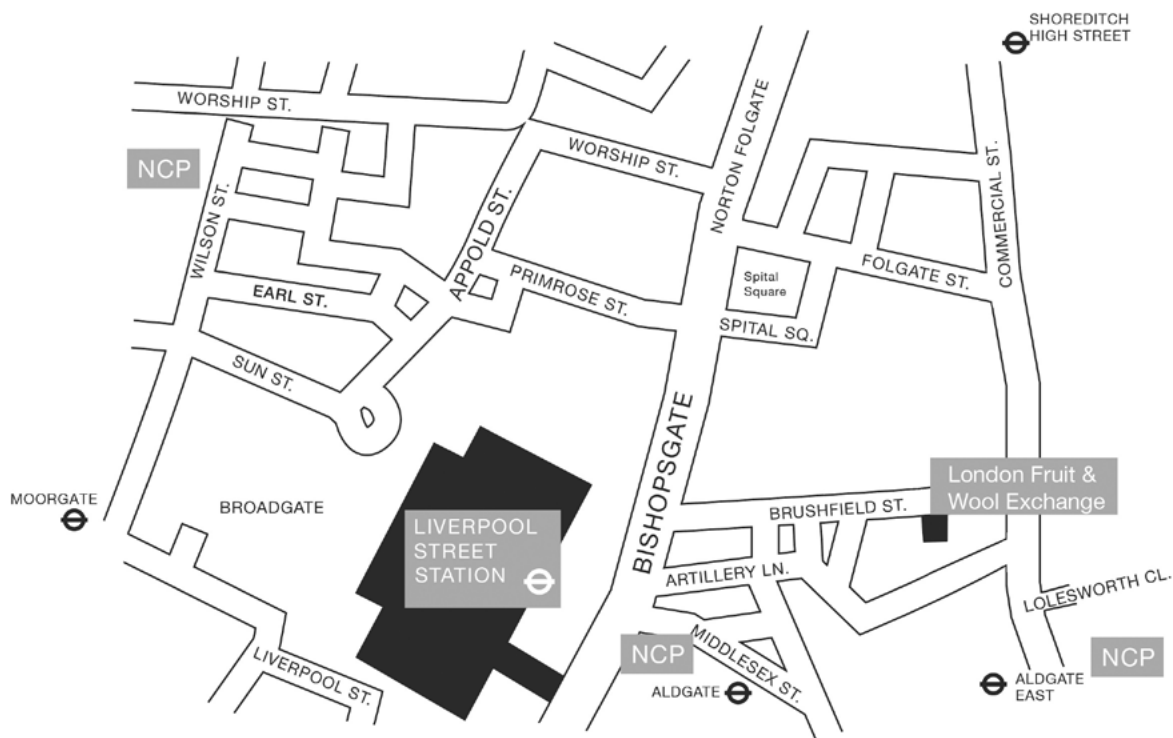 SHOREDITCH
HIGH STREET
WORSHIP ST.
NCP
WORSHIP ST.
NORTON FOLGATE
COMMERCIAL ST.
WILSON ST.
APPOLD ST.
EARL ST.
PRIMROSE ST.
Spital
Square
FOLGATE ST.
SPITAL SQ.
SUN ST.
BISHOPSGATE
MOORGATE
BROADGATE
LIVERPOOL
STREET
STATION
London Fruit &
Wool Exchange
BRUSHFIELD ST.
ARTILLERY LN.
LOLESWORTH CL.
LIVERPOOL ST.
NCP
MIDDLESEX ST.
ALDGATE
NCP
ALDGATE
EAST